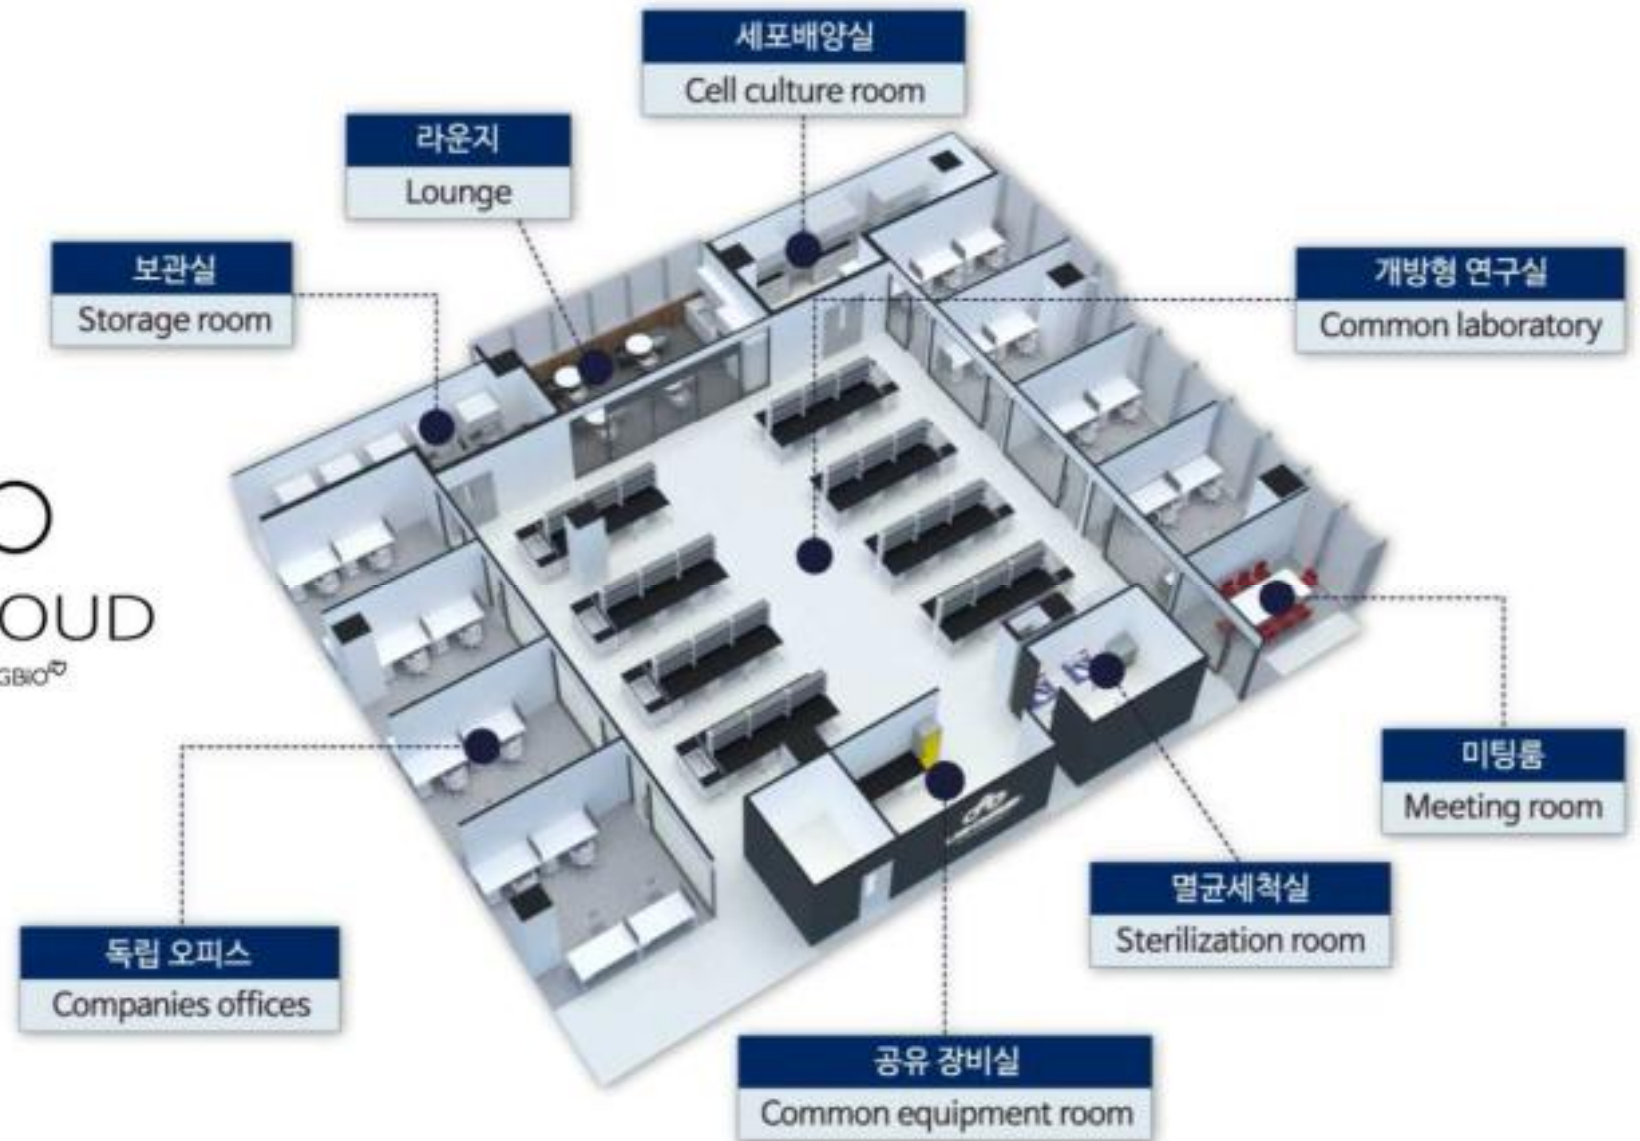 세포배양실
Cell culture room
라운지
Lounge
보관실
Storage room
개방형 연구실
Common laboratory
O
OUD
GBIO
미팅룸
Meeting room
멸균세척실
Sterilization room
독립 오피스
Companies offices
공유 장비실
Common equipment room